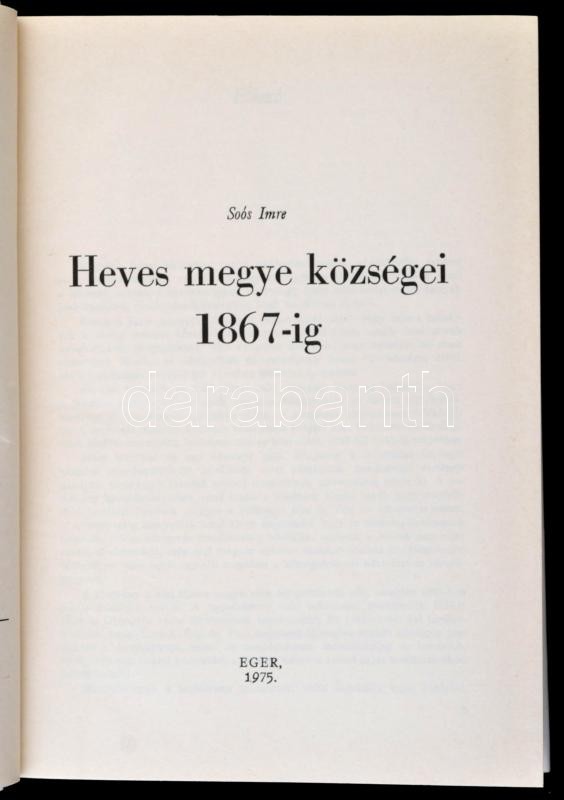 Soós Imre
Heves megye községei
1867-ig
darabanth
EGER,
1975.